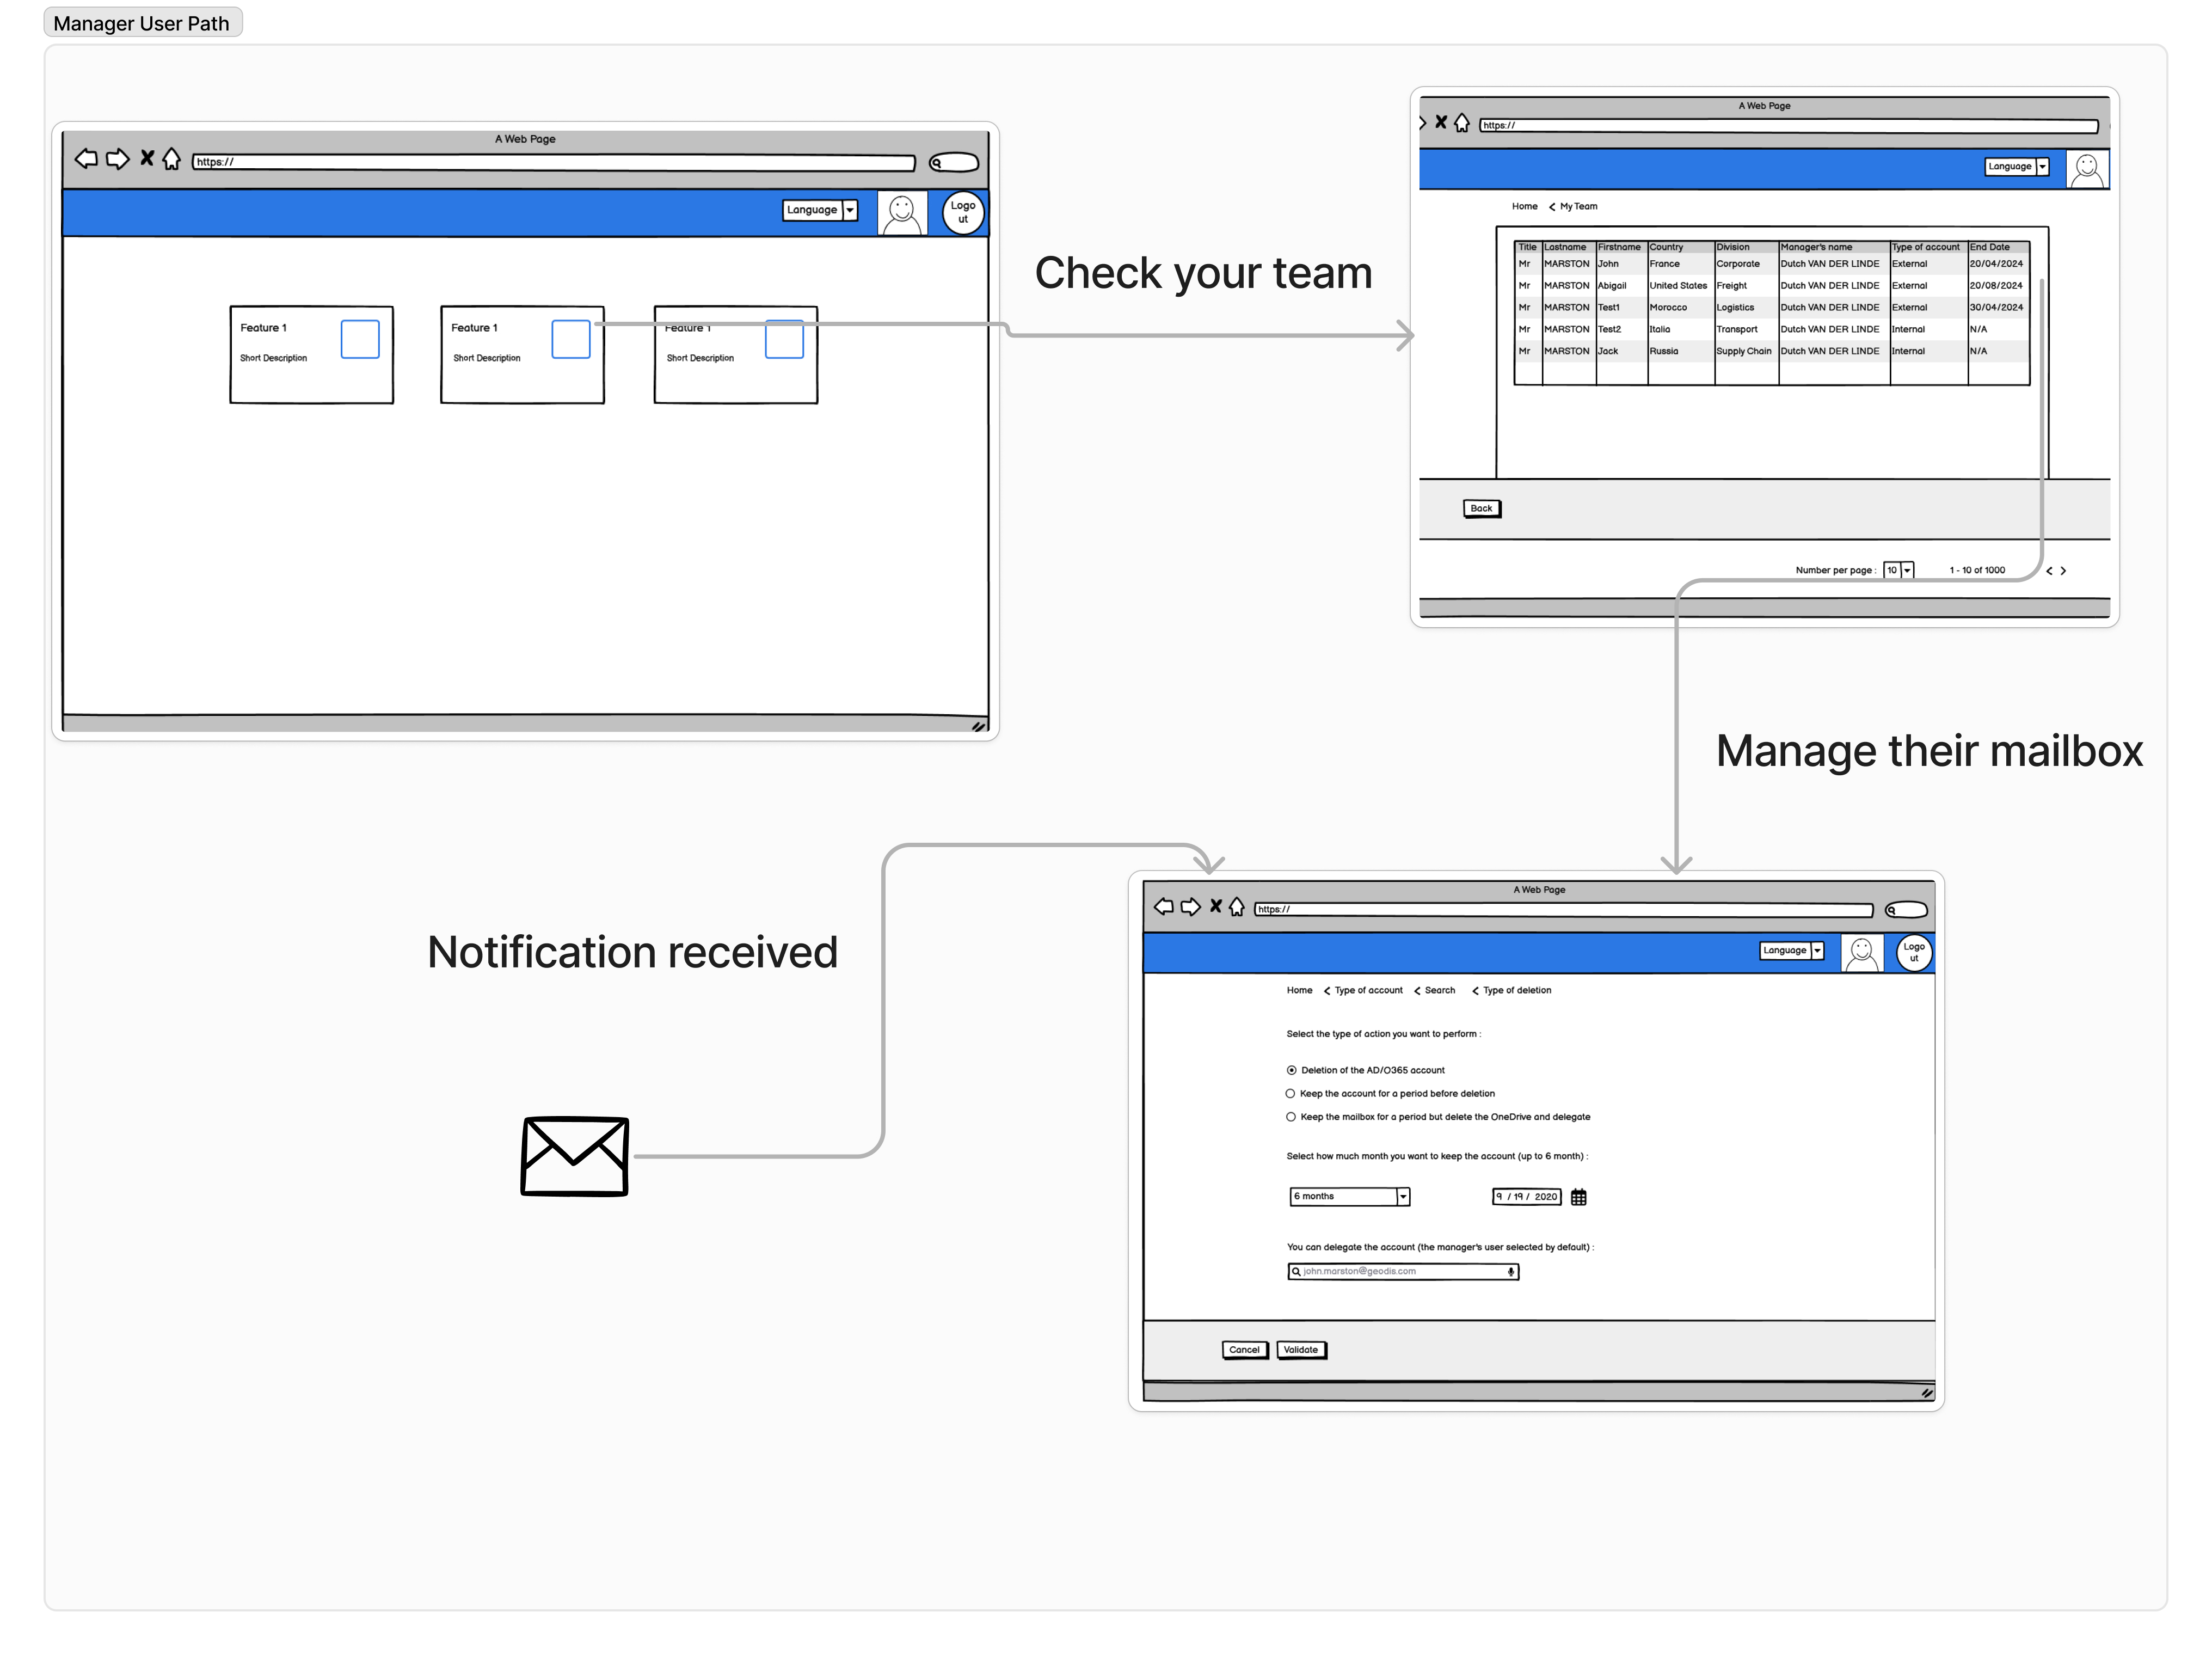 Manager User Path
A Web Page
https://
Language
Logo
ut
Feature 1
Short Description
Feature 1
Short Description
Feature 1
Short Description
Check your team
A Web Page
https://
Language
Home < My Team
Title Lastname Firstname Country Division Manager's name Type of account End Date
Mr MARSTON John France Corporate Dutch VAN DER LINDE External 20/04/2024
Mr MARSTON Abigail United States Freight Dutch VAN DER LINDE External 20/08/2024
Mr MARSTON Test1 Morocco Logistics Dutch VAN DER LINDE External 30/04/2024
Mr MARSTON Test2 Italia Transport Dutch VAN DER LINDE Internal N/A
Mr MARSTON Jack Russia Supply Chain Dutch VAN DER LINDE Internal N/A
Back
Number per page : 10 1 - 10 of 1000 < >
Manage their mailbox
Notification received
A Web Page
https://
Language
Logo
ut
Home < Type of account < Search < Type of deletion
Select the type of action you want to perform :
Deletion of the AD/O365 account
Keep the account for a period before deletion
Keep the mailbox for a period but delete the OneDrive and delegate
Select how much month you want to keep the account (up to 6 month) :
6 months 9 / 19 / 2020
You can delegate the account (the manager's user selected by default) :
john.marston@geodis.com
Cancel Validate